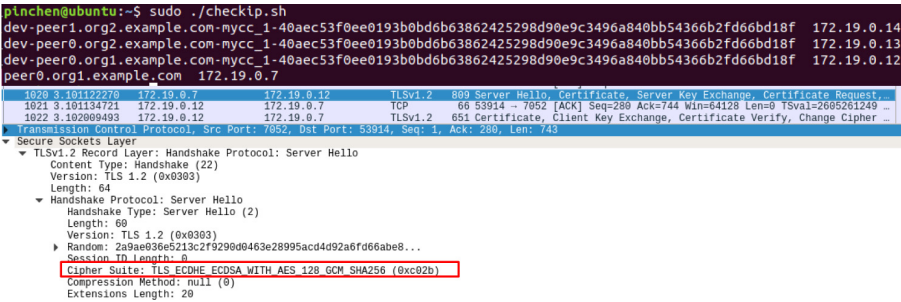 pinchen@ubuntu:~$ sudo ./checkip.sh
dev-peer1.org2.example.com-mycc_1-40aec53f0ee0193b0bd6b63862425298d90e9c3496a840bb54366b2fd66bd18f 172.19.0.14
dev-peer0.org2.example.com-mycc_1-40aec53f0ee0193b0bd6b63862425298d90e9c3496a840bb54366b2fd66bd18f 172.19.0.13
dev-peer0.org1.example.com-mycc_1-40aec53f0ee0193b0bd6b63862425298d90e9c3496a840bb54366b2fd66bd18f 172.19.0.12
peer0.org1.example.com 172.19.0.7
1020 3.101122270 172.19.0.7 172.19.0.12 TLSv1.2 809 Server Hello, Certificate, Server Key Exchange, Certificate Request,…
1021 3.101134721 172.19.0.12 172.19.0.7 TCP 66 53914 → 7052 [ACK] Seq=280 Ack=744 Win=64128 Len=0 TSval=2605261249 …
1022 3.102009493 172.19.0.12 172.19.0.7 TLSv1.2 651 Certificate, Client Key Exchange, Certificate Verify, Change Cipher …
Transmission Control Protocol, Src Port: 7052, Dst Port: 53914, Seq: 1, Ack: 280, Len: 743
Secure Sockets Layer
TLSv1.2 Record Layer: Handshake Protocol: Server Hello
Content Type: Handshake (22)
Version: TLS 1.2 (0x0303)
Length: 64
Handshake Protocol: Server Hello
Handshake Type: Server Hello (2)
Length: 60
Version: TLS 1.2 (0x0303)
Random: 2a9ae036e5213c2f9290d0463e28995acd4d92a6fd66abe8...
Session ID Length: 0
Cipher Suite: TLS_ECDHE_ECDSA_WITH_AES_128_GCM_SHA256 (0xc02b)
Compression Method: null (0)
Extensions Length: 20